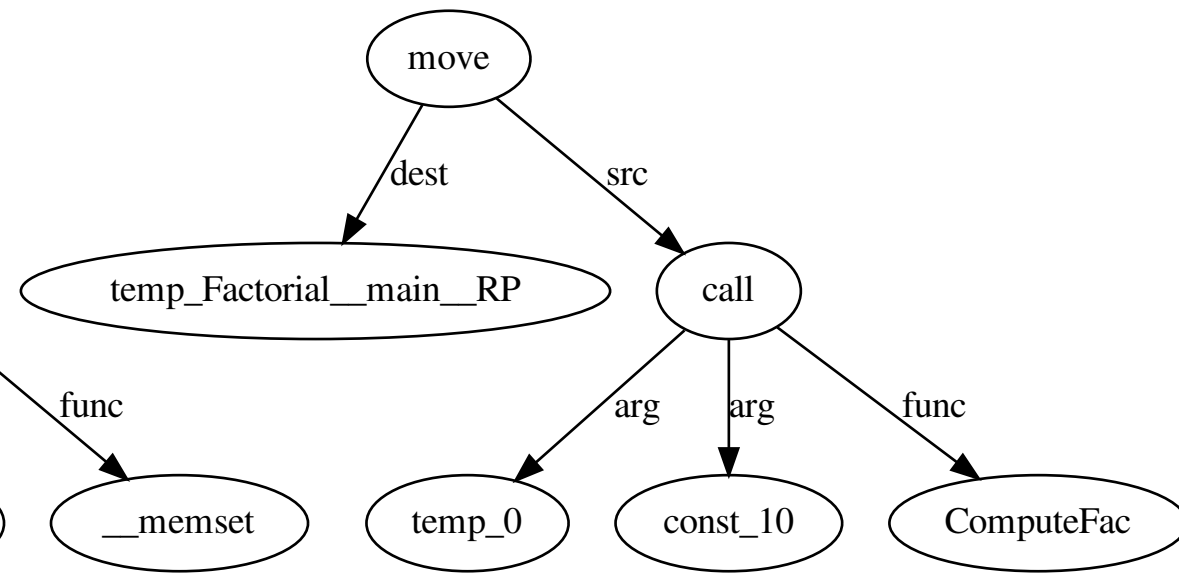 move
dest
src
temp_Factorial__main__RP
call
func
arg
arg
func
__memset
temp_0
const_10
ComputeFac